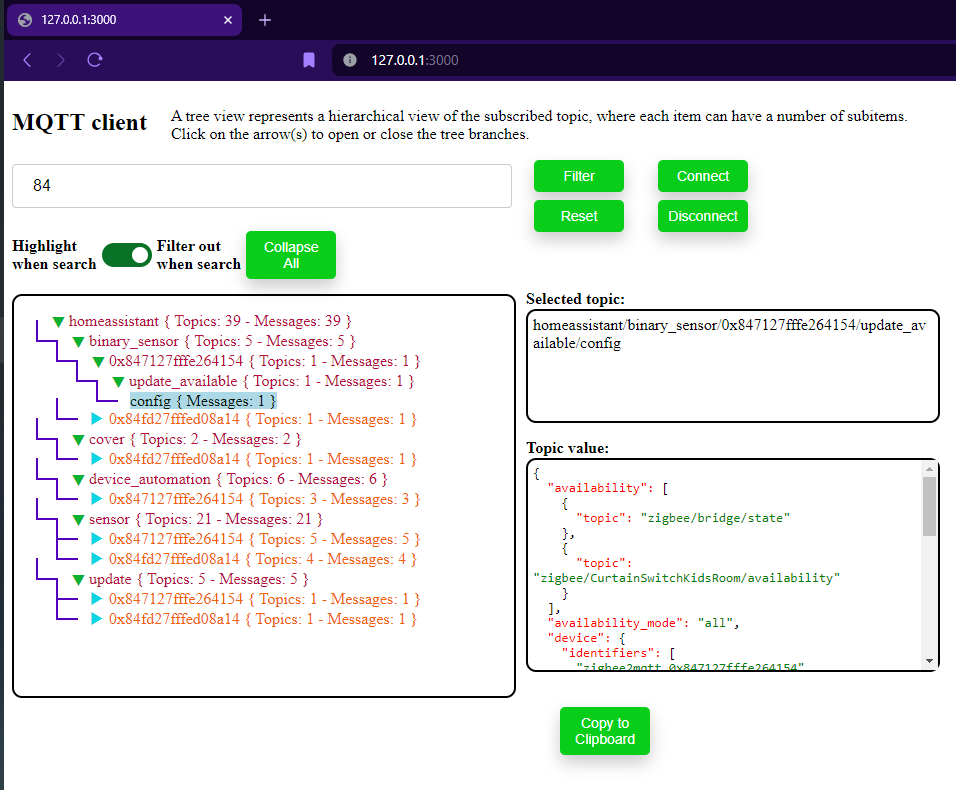 127.0.0.1:3000
127.0.0.1:3000
MQTT client
A tree view represents a hierarchical view of the subscribed topic, where each item can have a number of subitems.
Click on the arrow(s) to open or close the tree branches.
84
Filter
Connect
Reset
Disconnect
Highlight
when search
Filter out
when search
Collapse
All
homeassistant { Topics: 39 - Messages: 39 }
binary_sensor { Topics: 5 - Messages: 5 }
0x847127fffe264154 { Topics: 1 - Messages: 1 }
update_available { Topics: 1 - Messages: 1 }
config { Messages: 1 }
0x84fd27fffed08a14 { Topics: 1 - Messages: 1 }
cover { Topics: 2 - Messages: 2 }
0x84fd27fffed08a14 { Topics: 1 - Messages: 1 }
device_automation { Topics: 6 - Messages: 6 }
0x847127fffe264154 { Topics: 3 - Messages: 3 }
sensor { Topics: 21 - Messages: 21 }
0x847127fffe264154 { Topics: 5 - Messages: 5 }
0x84fd27fffed08a14 { Topics: 4 - Messages: 4 }
update { Topics: 5 - Messages: 5 }
0x847127fffe264154 { Topics: 1 - Messages: 1 }
0x84fd27fffed08a14 { Topics: 1 - Messages: 1 }
Selected topic:
homeassistant/binary_sensor/0x847127fffe264154/update_av
ailable/config
Topic value:
{
"availability": [
{
"topic": "zigbee/bridge/state"
},
{
"topic":
"zigbee/CurtainSwitchKidsRoom/availability"
}
],
"availability_mode": "all",
"device": {
"identifiers": [
"zigbee2mqtt_0x847127fffe264154"
Copy to
Clipboard